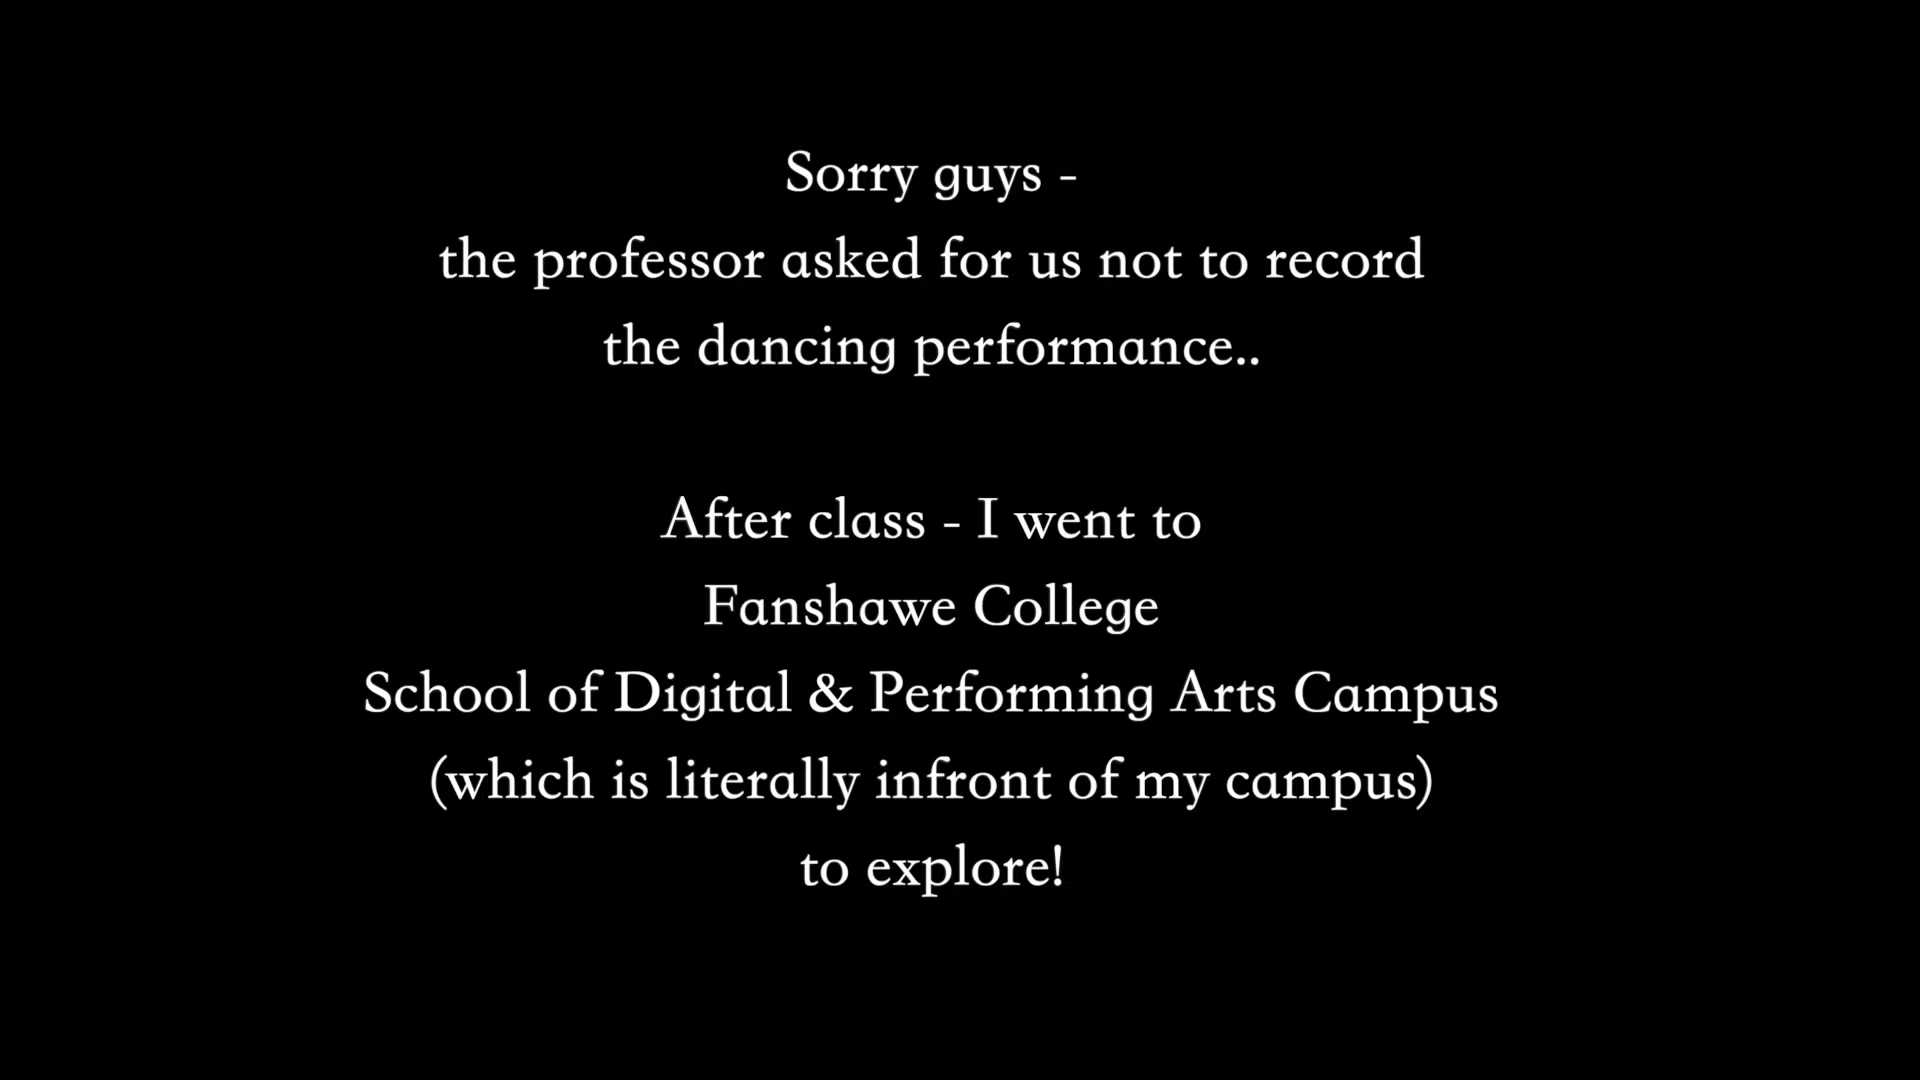 Sorry guys -
the professor asked for us not to record
the dancing performance..
After class - I went to
Fanshawe College
School of Digital & Performing Arts Campus
(which is literally infront of my campus)
to explore!